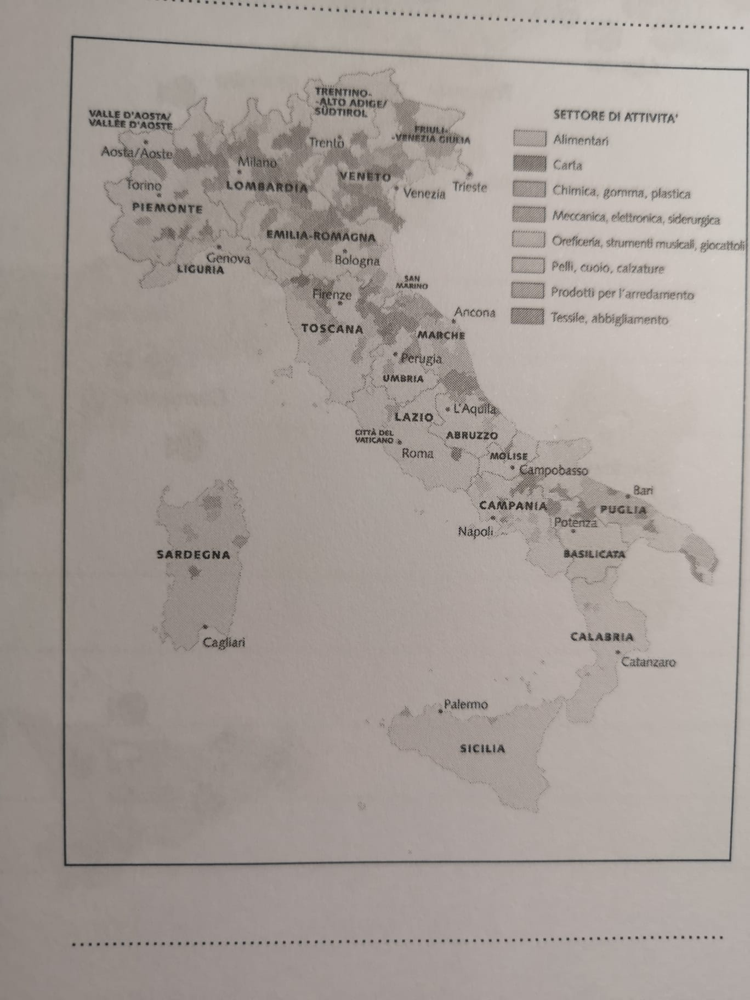 TRENTINO-
-ALTO ADIGE/
SÜDTIROL
VALLE D'AOSTA/
VALLÉE D'AOSTE
FRIULI-
-VENEZIA GIULIA
Aosta/Aoste
Trento
Milano
Torino
LOMBARDIA
VENETO
Venezia
Trieste
PIEMONTE
EMILIA-ROMAGNA
Genova
LIGURIA
Bologna
SAN
MARINO
Firenze
Ancona
TOSCANA
MARCHE
Perugia
UMBRIA
L'Aquila
LAZIO
CITTÀ DEL
VATICANO
ABRUZZO
Roma
MOLISE
Campobasso
Bari
CAMPANIA
PUGLIA
Potenza
Napoli
BASILICATA
SARDEGNA
Cagliari
CALABRIA
Catanzaro
Palermo
SICILIA
SETTORE DI ATTIVITA'
Alimentari
Carta
Chimica, gomma, plastica
Meccanica, elettronica, siderurgica
Oreficeria, strumenti musicali, giocattoli
Pelli, cuoio, calzature
Prodotti per l'arredamento
Tessile, abbigliamento